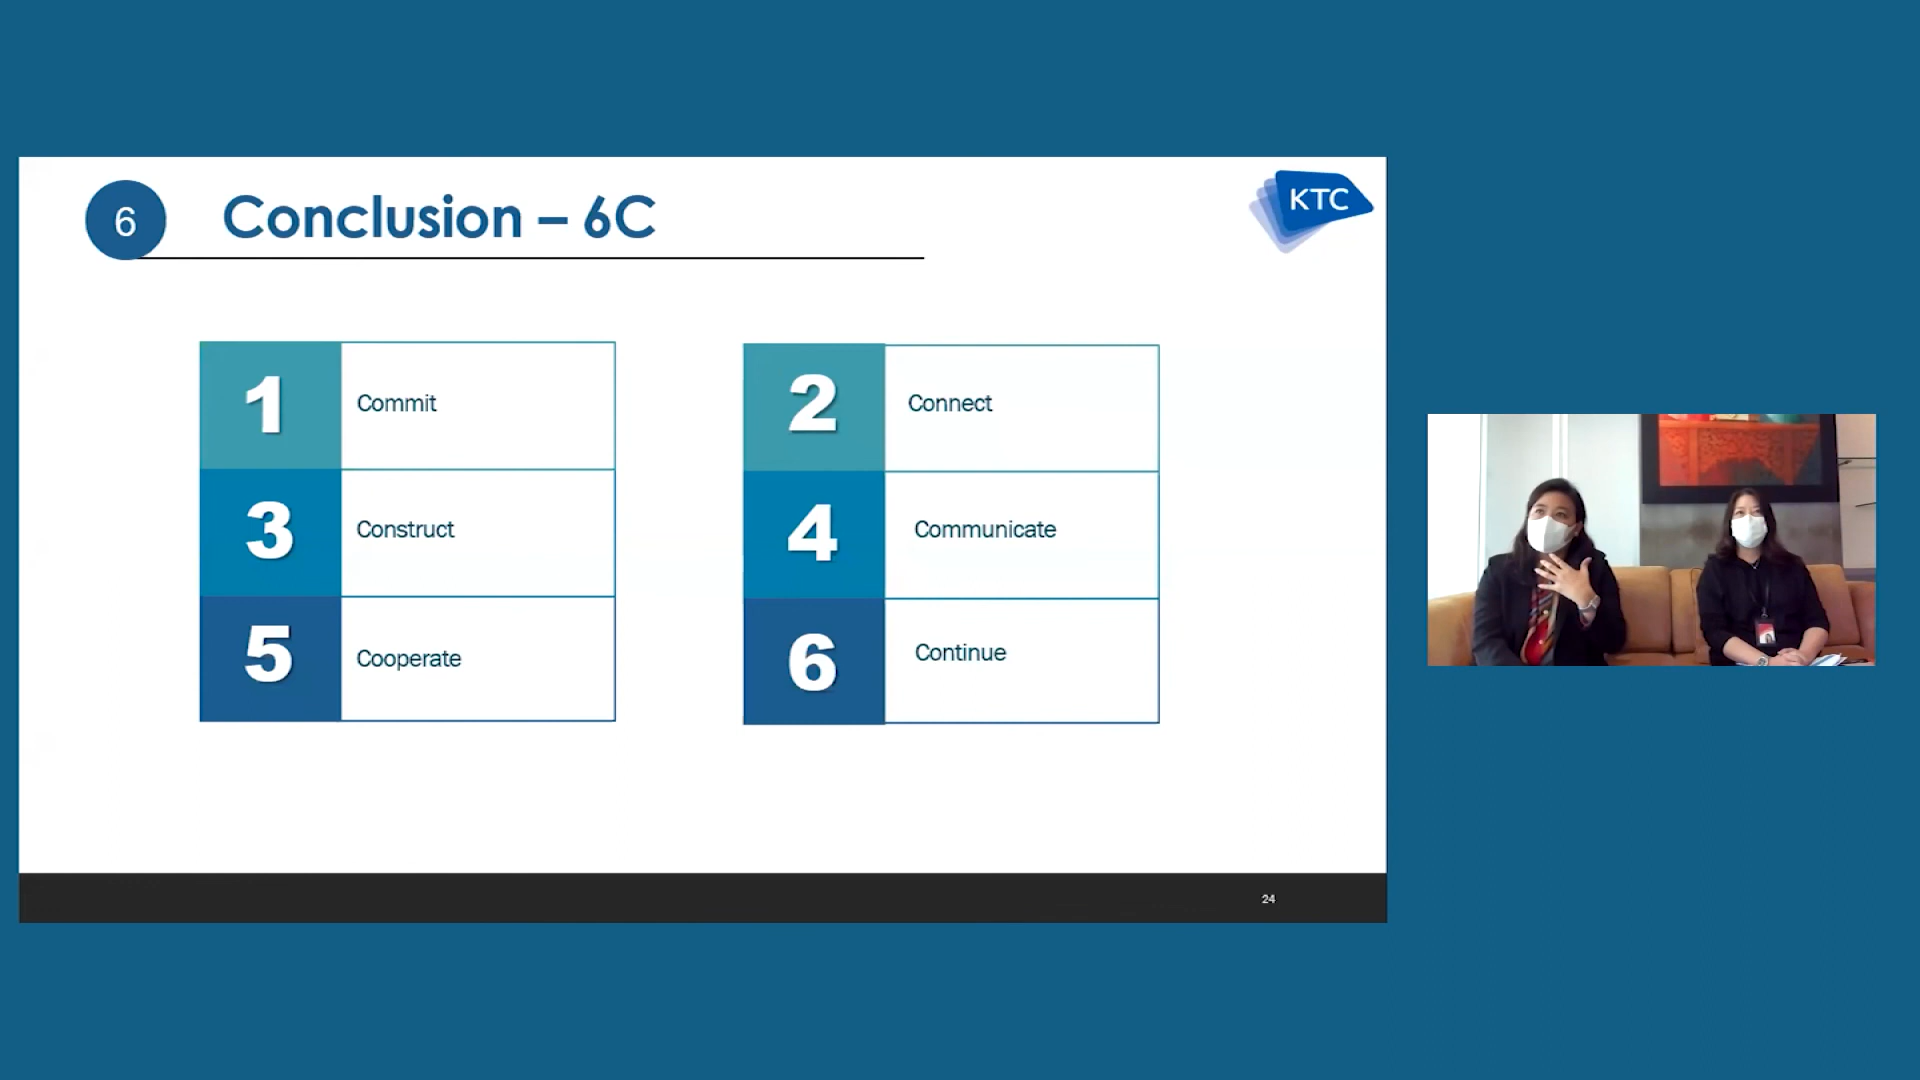 6
Conclusion – 6C
KTC
1
Commit
2
Connect
3
Construct
4
Communicate
5
Cooperate
6
Continue
24